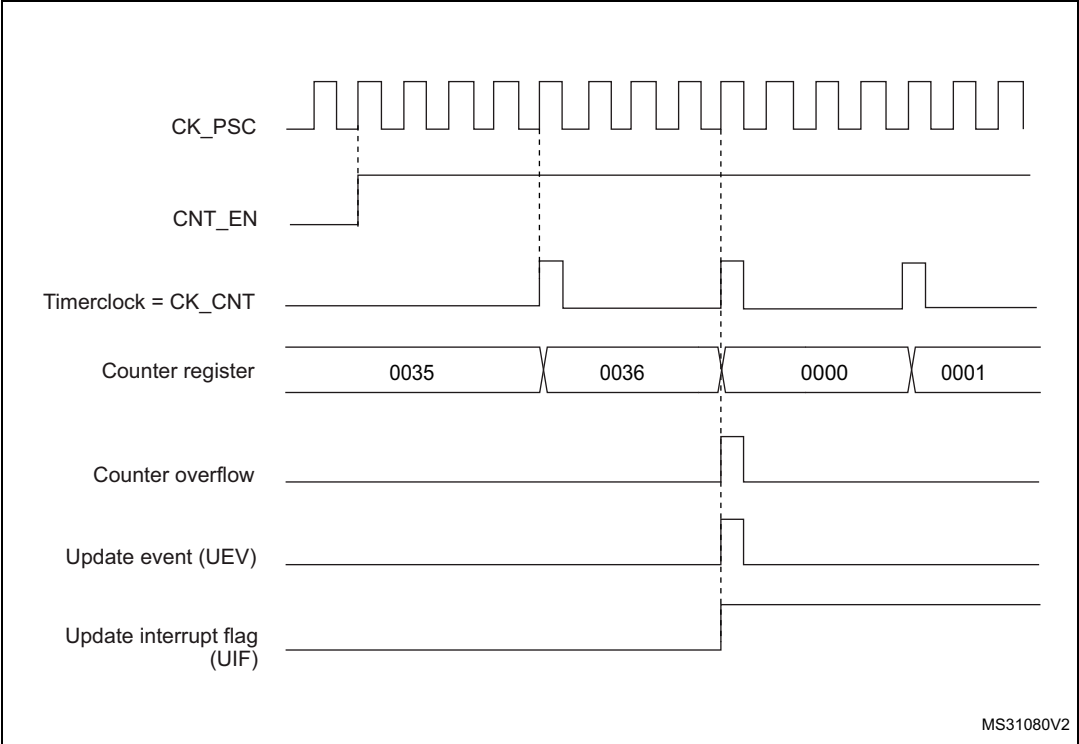 CK_PSC
CNT_EN
Timerclock = CK_CNT
Counter register
0035
0036
0000
0001
Counter overflow
Update event (UEV)
Update interrupt flag
(UIF)
MS31080V2